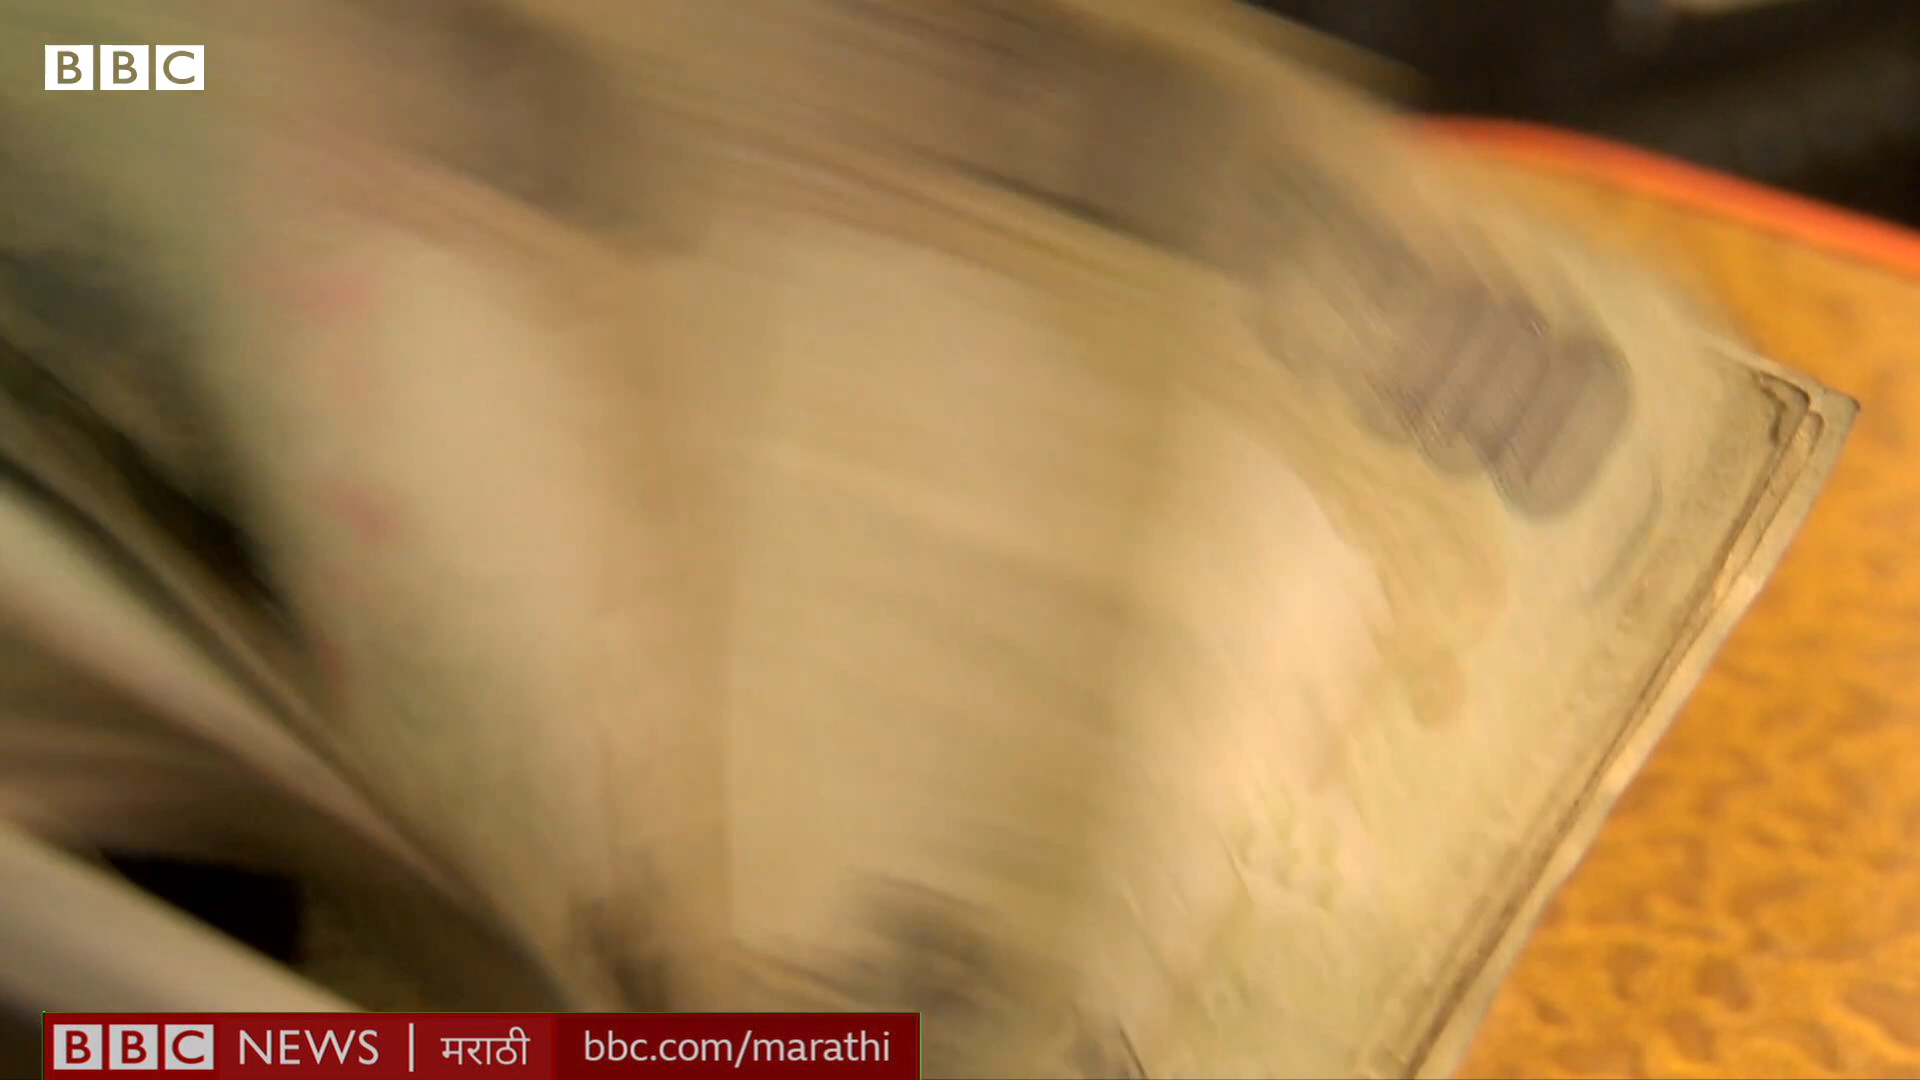 BBC
BBC NEWS | मराठी bbc.com/marathi